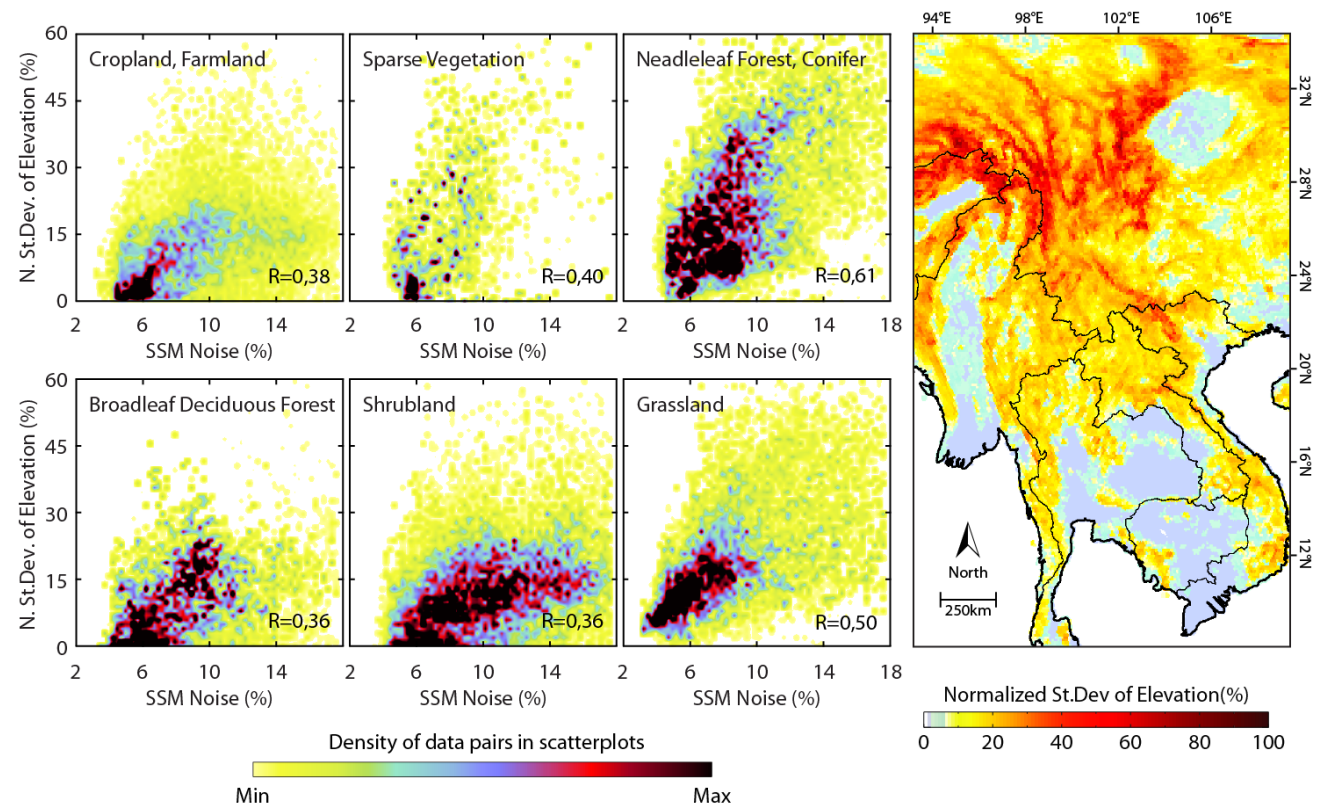 60
45
30
15
0
N. St.Dev. of Elevation (%)
Cropland, Farmland
R=0,38
Sparse Vegetation
R=0,40
Neadleleaf Forest, Conifer
R=0,61
2 6 10 14 2 6 10 14 2 6 10 14 18
SSM Noise (%) SSM Noise (%) SSM Noise (%)
60
45
30
15
0
N. St.Dev. of Elevation (%)
Broadleaf Deciduous Forest
R=0,36
Shrubland
R=0,36
Grassland
R=0,50
2 6 10 14 2 6 10 14 2 6 10 14 18
SSM Noise (%) SSM Noise (%) SSM Noise (%)
Density of data pairs in scatterplots
Min Max
94°E 98°E 102°E 106°E
32°N
28°N
24°N
20°N
16°N
12°N
North
250km
Normalized St.Dev of Elevation(%)
0 20 40 60 80 100